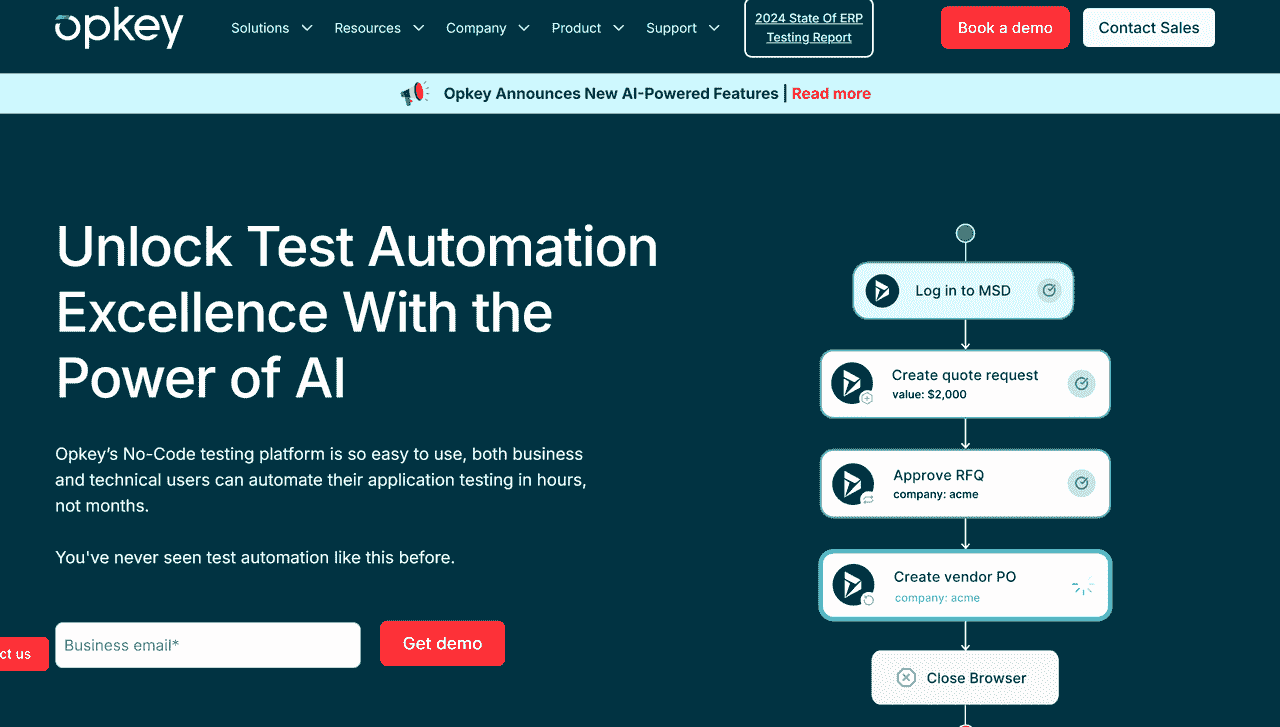 opkey
Solutions
Resources
Company
Product
Support
2024 State Of ERP
Testing Report
Book a demo
Contact Sales
Opkey Announces New AI-Powered Features | Read more
Unlock Test Automation
Excellence With the
Power of AI
Opkey’s No-Code testing platform is so easy to use, both business
and technical users can automate their application testing in hours,
not months.
You've never seen test automation like this before.
Business email*
Get demo
ct us
Log in to MSD
Create quote request
value: $2,000
Approve RFQ
company: acme
Create vendor PO
company: acme
Close Browser